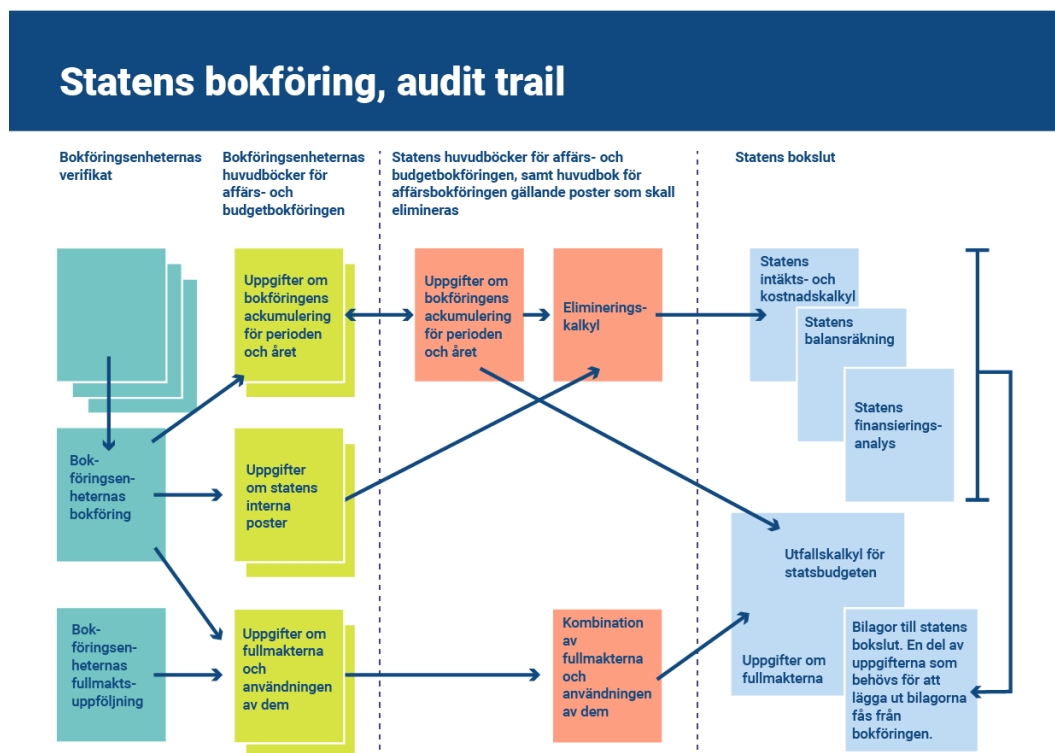 Statens bokföring, audit trail
Bokföringsenheternas
verifikat
Bokföringsenheternas
huvudböcker för
affärs- och
budgetbokföringen
Statens huvudböcker för affärs- och
budgetbokföringen, samt huvudbok för
affärsbokföringen gällande poster som skall
elimineras
Statens bokslut
Uppgifter om
bokföringens
ackumulering
för perioden
och året
Uppgifter om
bokföringens
ackumulering
för perioden
och året
Eliminerings-
kalkyl
Statens
intäkts- och
kostnadskalkyl
Statens
balansräkning
Statens
finansierings-
analys
Bok-
föringsen-
heternas
bokföring
Uppgifter
om statens
interna
poster
Utfallskalkyl för
statsbudgeten
Bok-
föringsen-
heternas
fullmakts-
uppföljning
Uppgifter om
fullmakterna
och
användningen
av dem
Kombination
av
fullmakterna
och
användningen
av dem
Uppgifter om
fullmakterna
Bilagor till statens
bokslut. En del av
uppgifterna som
behövs för att
lägga ut bilagorna
fås från
bokföringen.